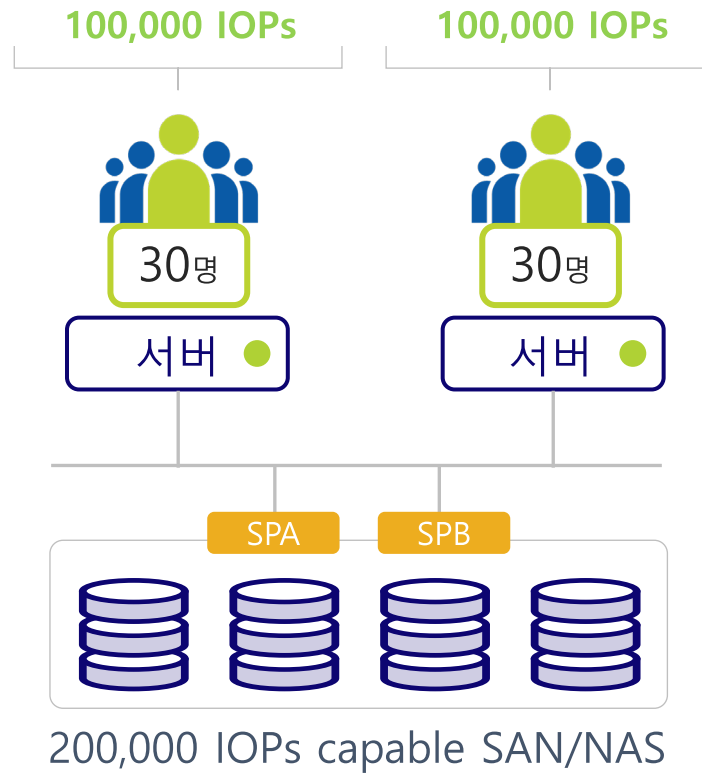 100,000 IOPs 100,000 IOPs
30명 30명
서버 서버
SPA SPB
200,000 IOPs capable SAN/NAS